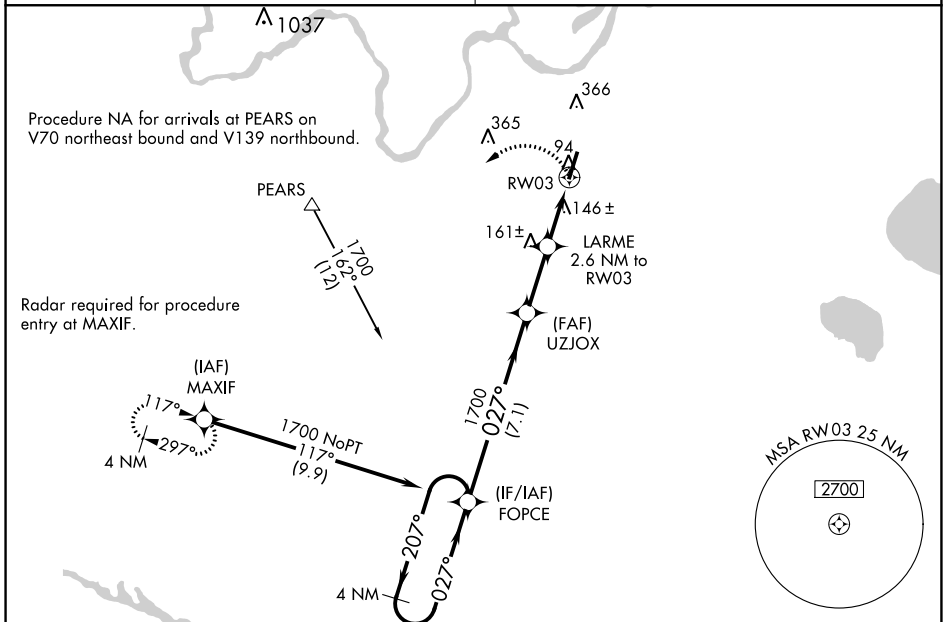 1037
366
Procedure NA for arrivals at PEARS on
V70 northeast bound and V139 northbound.
365
94
RW03
PEARS
146±
161±
LARME
2.6 NM to
RW03
1700
162°
(12)
Radar required for procedure
entry at MAXIF.
(FAF)
UZJOX
(IAF)
MAXIF
1700
027°
(7.1)
117°
297°
4 NM
1700 NoPT
117°
(9.9)
MSA RW03 25 NM
2700
(IF/IAF)
FOPCE
207°
027°
4 NM